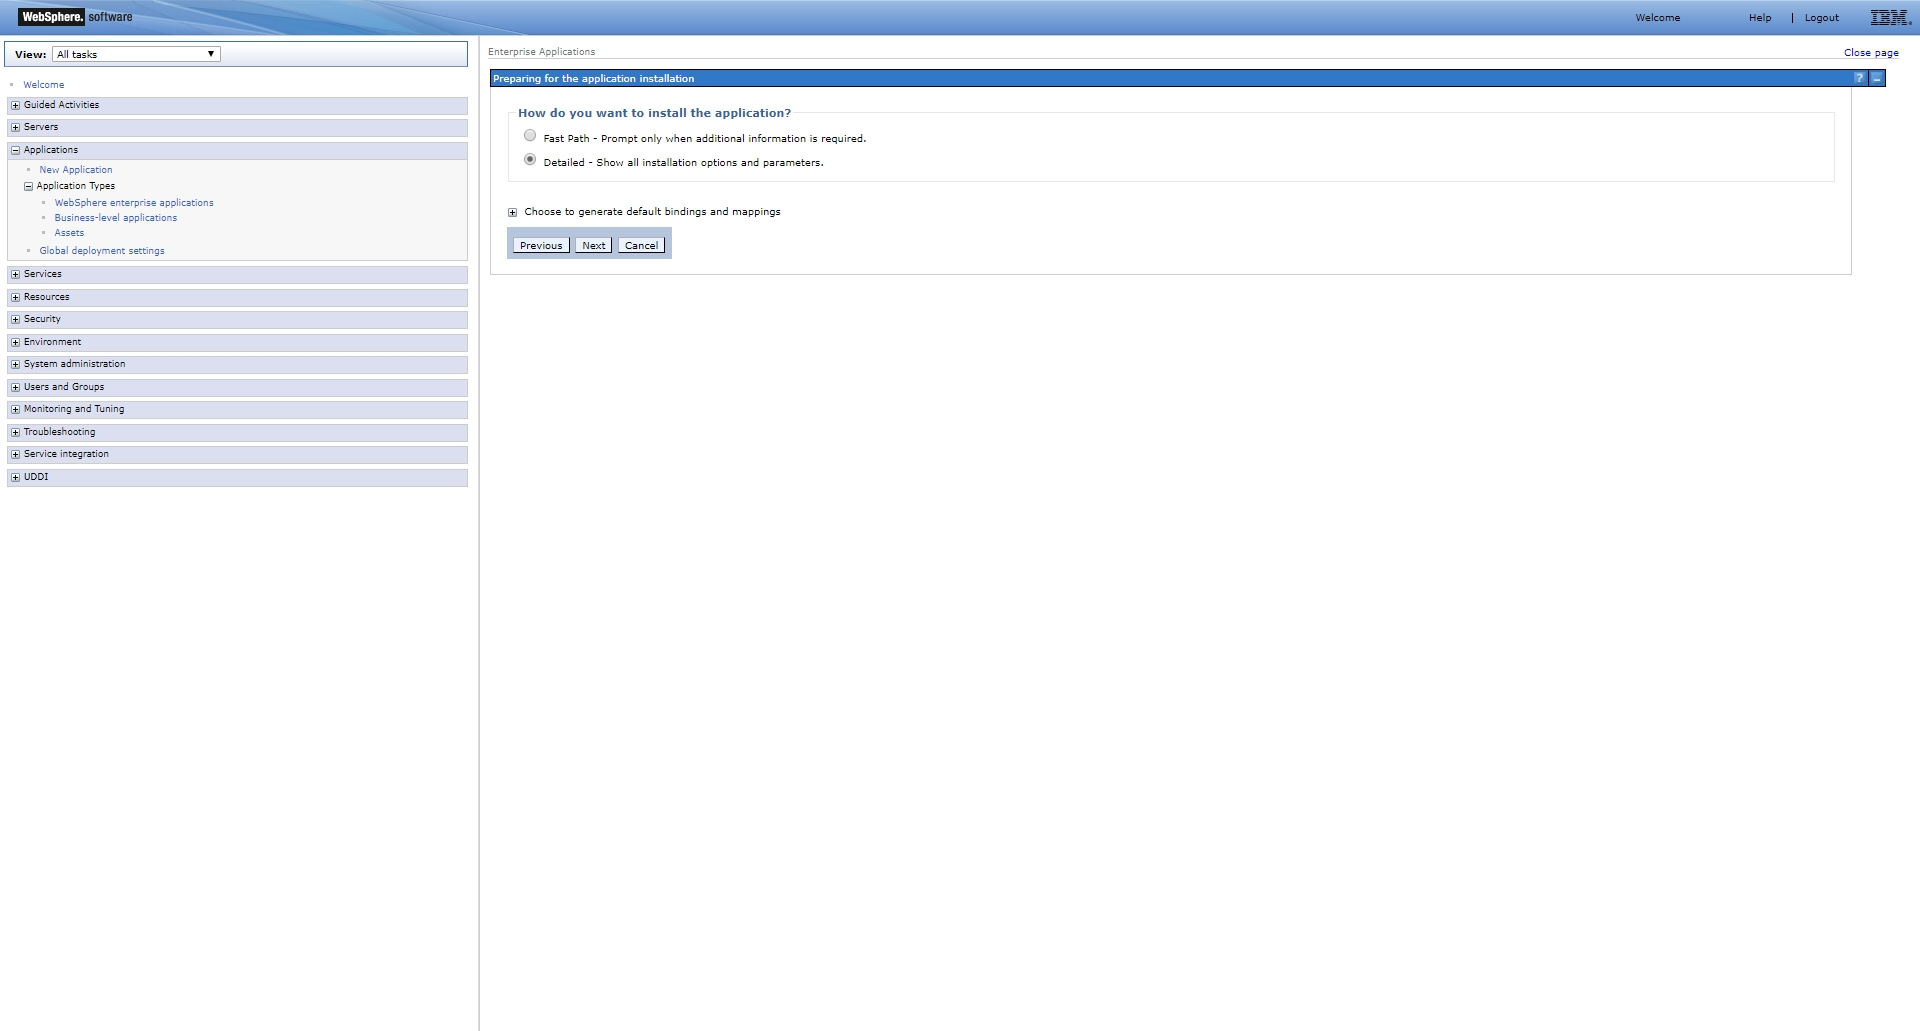 WebSphere. software
Welcome
Help
Logout
IBM.
View: All tasks
Welcome
Guided Activities
Servers
Applications
New Application
Application Types
WebSphere enterprise applications
Business-level applications
Assets
Global deployment settings
Services
Resources
Security
Environment
System administration
Users and Groups
Monitoring and Tuning
Troubleshooting
Service integration
UDDI
Enterprise Applications
Close page
Preparing for the application installation
?
How do you want to install the application?
Fast Path - Prompt only when additional information is required.
Detailed - Show all installation options and parameters.
Choose to generate default bindings and mappings
Previous Next Cancel